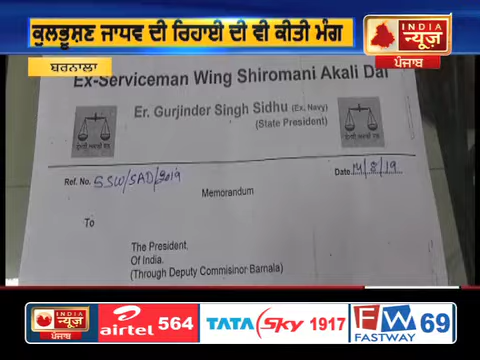 ਕੁਲਭੂਸ਼ਣ ਜਾਧਵ ਦੀ ਰਿਹਾਈ ਦੀ ਵੀ ਕੀਤੀ ਮੰਗ
INDIA
ਨਿਊਜ਼
ਪੰਜਾਬ
ਬਰਨਾਲਾ
Ex-Serviceman Wing Shiromani Akali Dal
Er. Gurjinder Singh Sidhu (Ex. Navy)
(State President)
Ref. No. SSW/SAD/2019
Date. 14/8/19
Memorandum
To
The President.
Of India.
(Through Deputy Commisinor Barnala)
INDIA
ਨਿਊਜ਼
ਪੰਜਾਬ
airtel 564
TATA Sky 1917
FW
FASTWAY
69